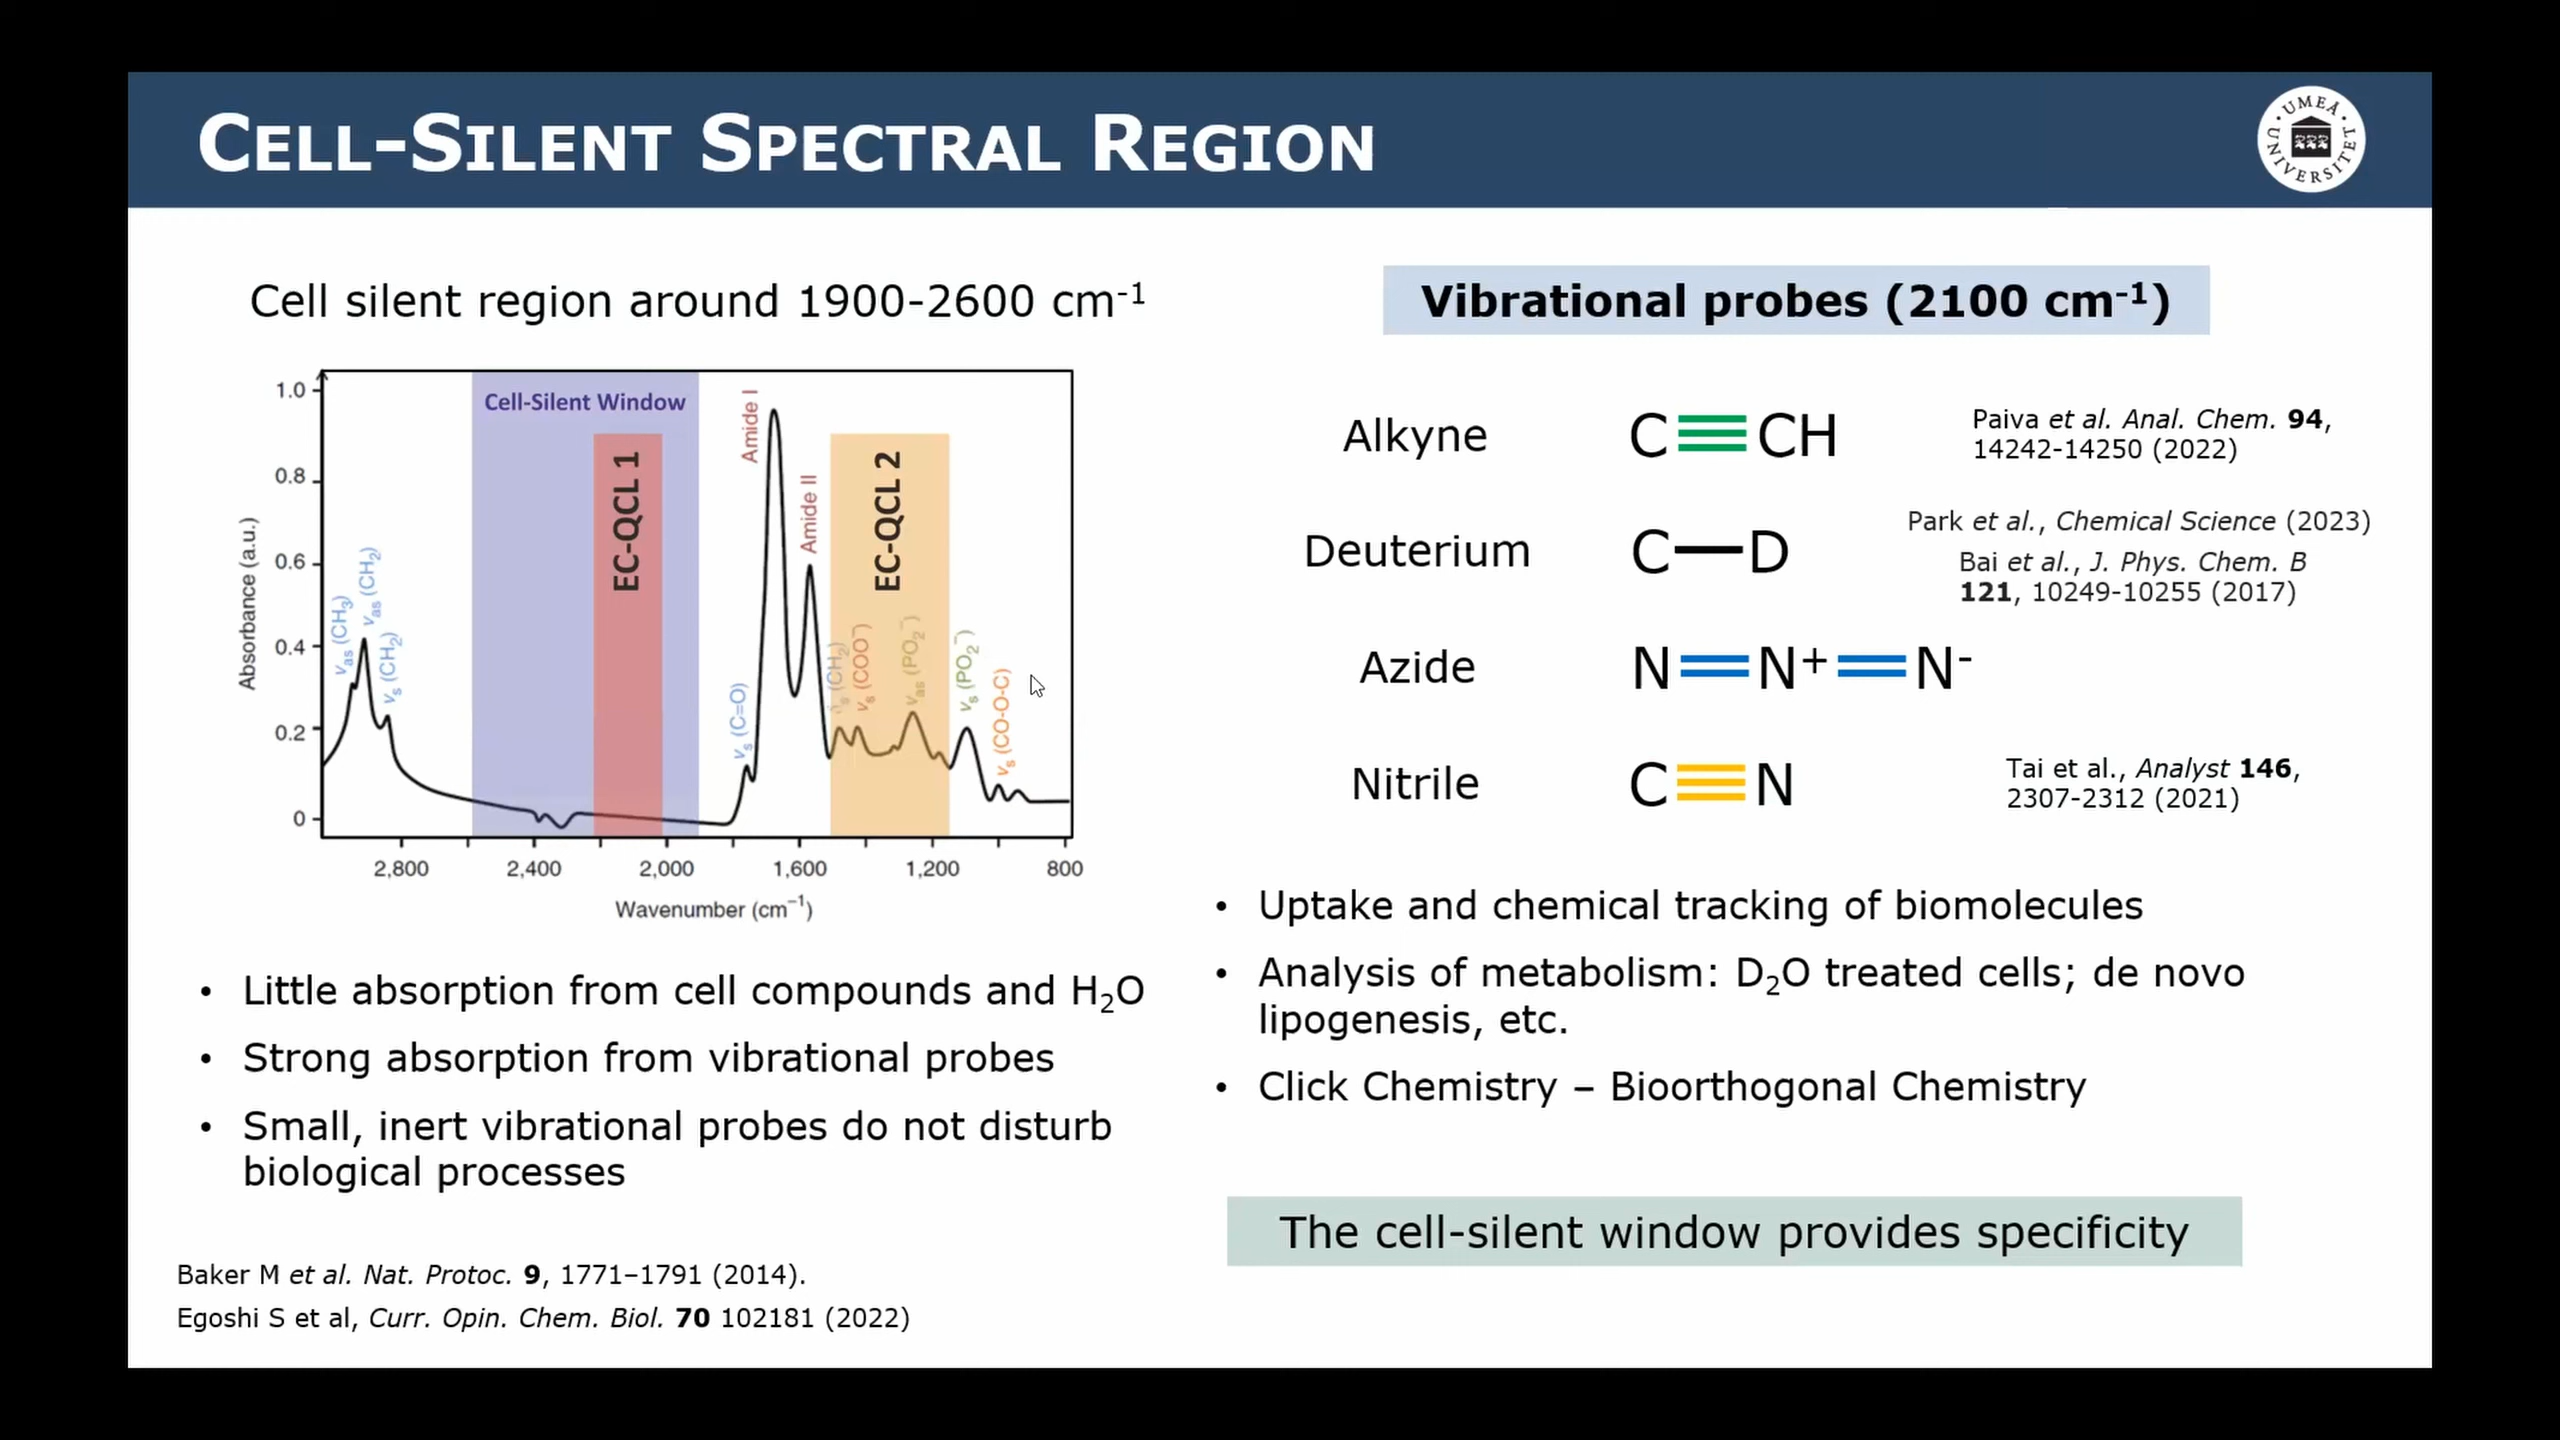 CELL-SILENT SPECTRAL REGION
UMEÅ UNIVERSITET
Cell silent region around 1900-2600 cm⁻¹
1.0
0.8
0.6
0.4
0.2
0
Absorbance (a.u.)
Cell-Silent Window
EC-QCL 1
EC-QCL 2
νas (CH₃)
νas (CH₂)
νs (CH₂)
νs (C=O)
Amide I
Amide II
νs (CH₂)
νs (COO⁻)
νas (PO₂⁻)
νs (PO₂⁻)
νs (CO-O-C)
2,800 2,400 2,000 1,600 1,200 800
Wavenumber (cm⁻¹)
• Little absorption from cell compounds and H₂O
• Strong absorption from vibrational probes
• Small, inert vibrational probes do not disturb
biological processes
Baker M et al. Nat. Protoc. 9, 1771–1791 (2014).
Egoshi S et al, Curr. Opin. Chem. Biol. 70 102181 (2022)
Vibrational probes (2100 cm⁻¹)
Alkyne C≡CH
Paiva et al. Anal. Chem. 94,
14242-14250 (2022)
Deuterium C—D
Park et al., Chemical Science (2023)
Bai et al., J. Phys. Chem. B
121, 10249-10255 (2017)
Azide N=N⁺=N⁻
Nitrile C≡N
Tai et al., Analyst 146,
2307-2312 (2021)
• Uptake and chemical tracking of biomolecules
• Analysis of metabolism: D₂O treated cells; de novo
lipogenesis, etc.
• Click Chemistry – Bioorthogonal Chemistry
The cell-silent window provides specificity